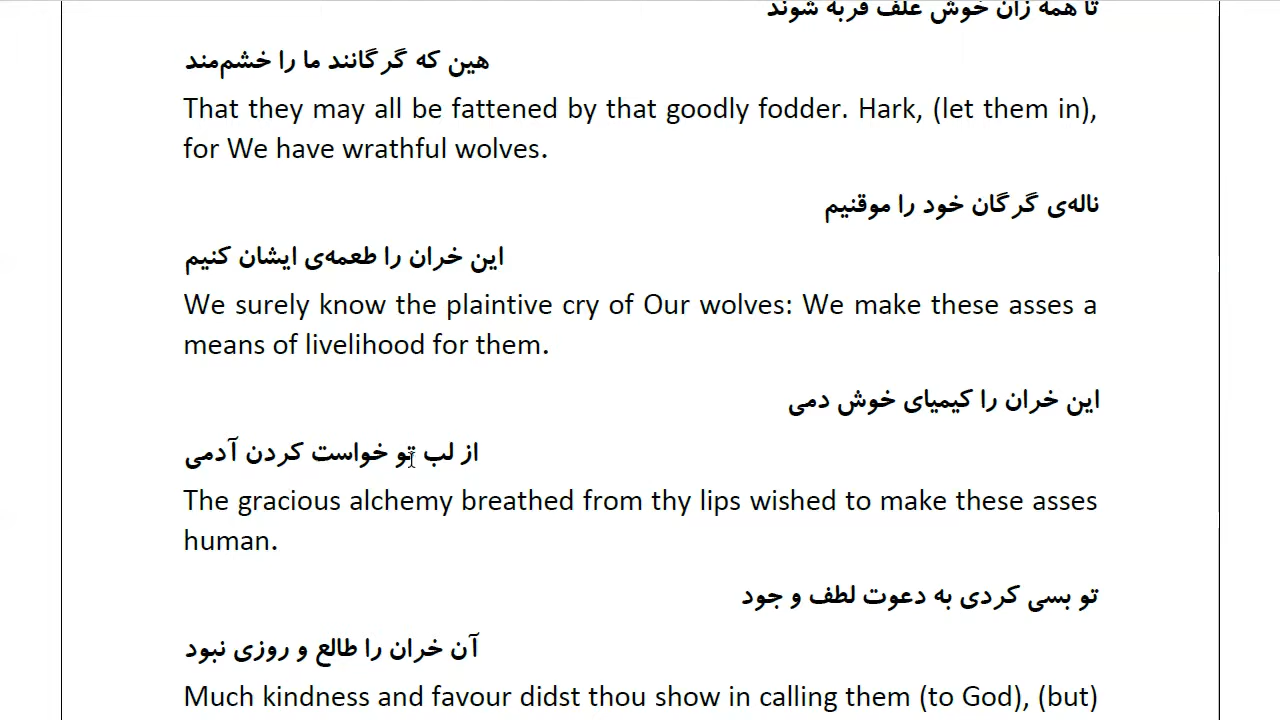 تا همه زان خوش علف فربه شوند
هین که گرگانند ما را خشم‌مند
That they may all be fattened by that goodly fodder. Hark, (let them in),
for We have wrathful wolves.
ناله‌ی گرگان خود را موقنیم
این خران را طعمه‌ی ایشان کنیم
We surely know the plaintive cry of Our wolves: We make these asses a
means of livelihood for them.
این خران را کیمیای خوش دمی
از لب تو خواست کردن آدمی
The gracious alchemy breathed from thy lips wished to make these asses
human.
تو بسی کردی به دعوت لطف و جود
آن خران را طالع و روزی نبود
Much kindness and favour didst thou show in calling them (to God), (but)